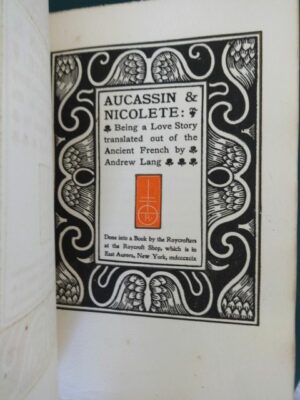 AUCASSIN &
NICOLETE:
Being a Love Story
translated out of the
Ancient French by
Andrew Lang
Done into a Book by the Roycrofters
at the Roycroft Shop, which is in
East Aurora, New York, mdcccxcix